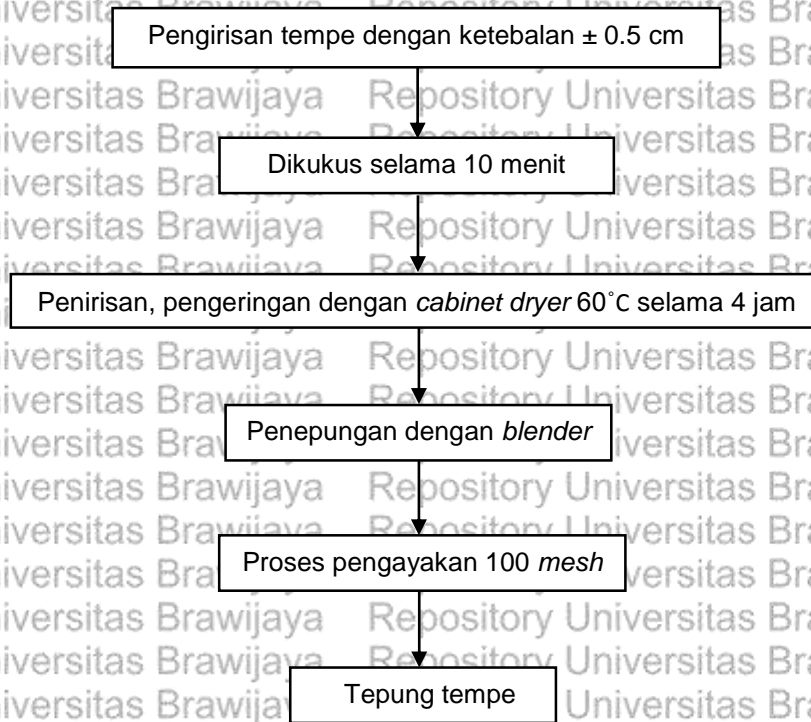 Pengirisan tempe dengan ketebalan ± 0.5 cm
Dikukus selama 10 menit
Penirisan, pengeringan dengan cabinet dryer 60°C selama 4 jam
Penepungan dengan blender
Proses pengayakan 100 mesh
Tepung tempe